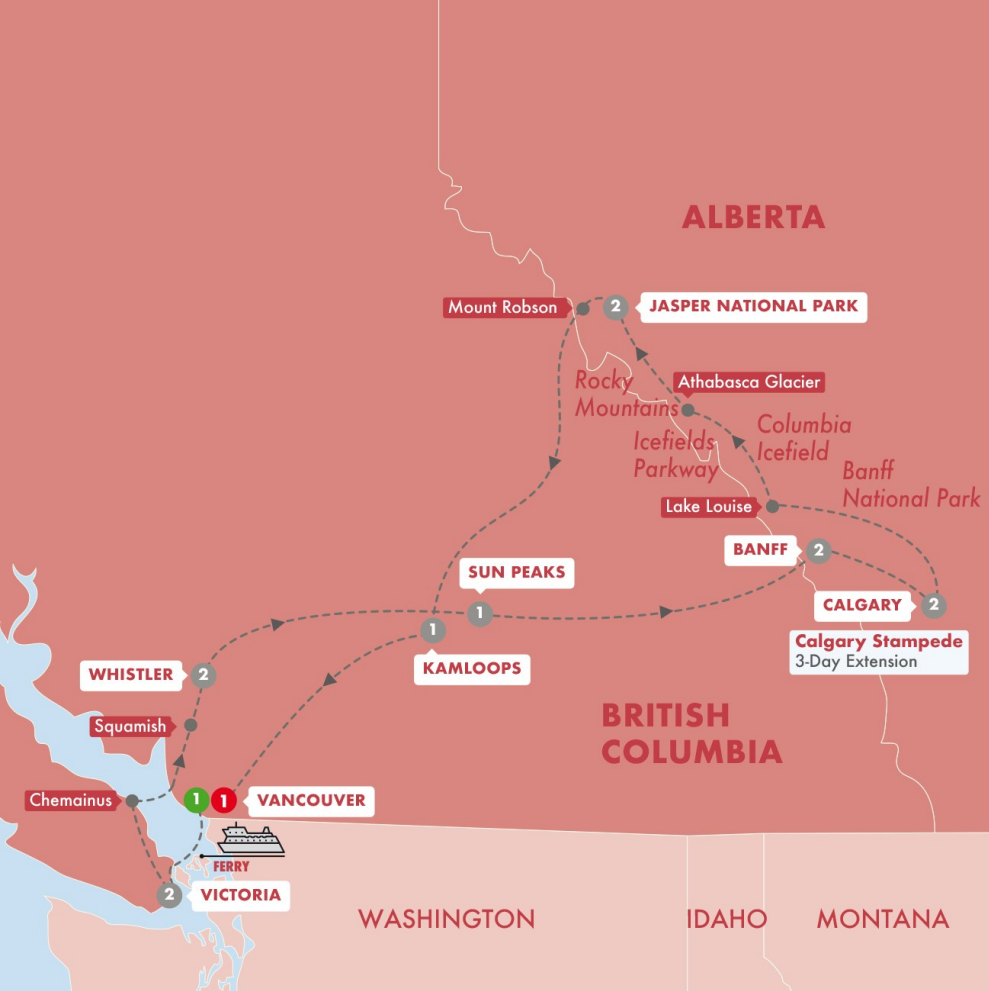 ALBERTA
Mount Robson
2
JASPER NATIONAL PARK
Rocky
Mountains
Athabasca Glacier
Icefields
Parkway
Columbia
Icefield
Banff
National Park
Lake Louise
BANFF
2
SUN PEAKS
1
CALGARY
2
Calgary Stampede
3-Day Extension
1
KAMLOOPS
WHISTLER
2
Squamish
BRITISH
COLUMBIA
Chemainus
1
1
VANCOUVER
FERRY
2
VICTORIA
WASHINGTON
IDAHO
MONTANA